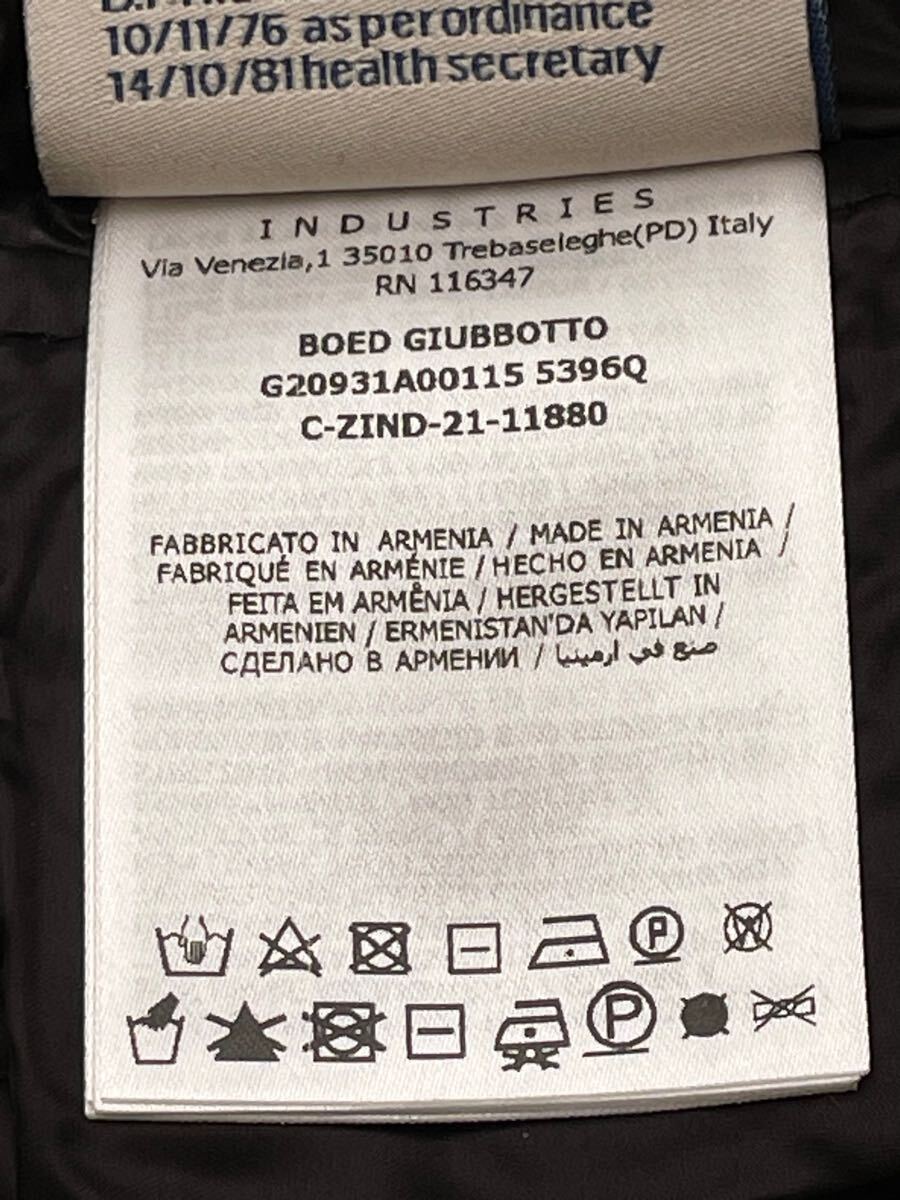 10/11/76 as per ordinance
14/10/81 health secretary
INDUSTRIES
Via Venezia,1 35010 Trebaseleghe(PD) Italy
RN 116347
BOED GIUBBOTTO
G20931A00115 5396Q
C-ZIND-21-11880
FABBRICATO IN ARMENIA / MADE IN ARMENIA /
FABRIQUÉ EN ARMÉNIE / HECHO EN ARMENIA /
FEITA EM ARMÊNIA / HERGESTELLT IN
ARMENIEN / ERMENISTAN'DA YAPILAN /
СДЕЛАНО В АРМЕНИИ / صنع في ارمينيا
P W
P